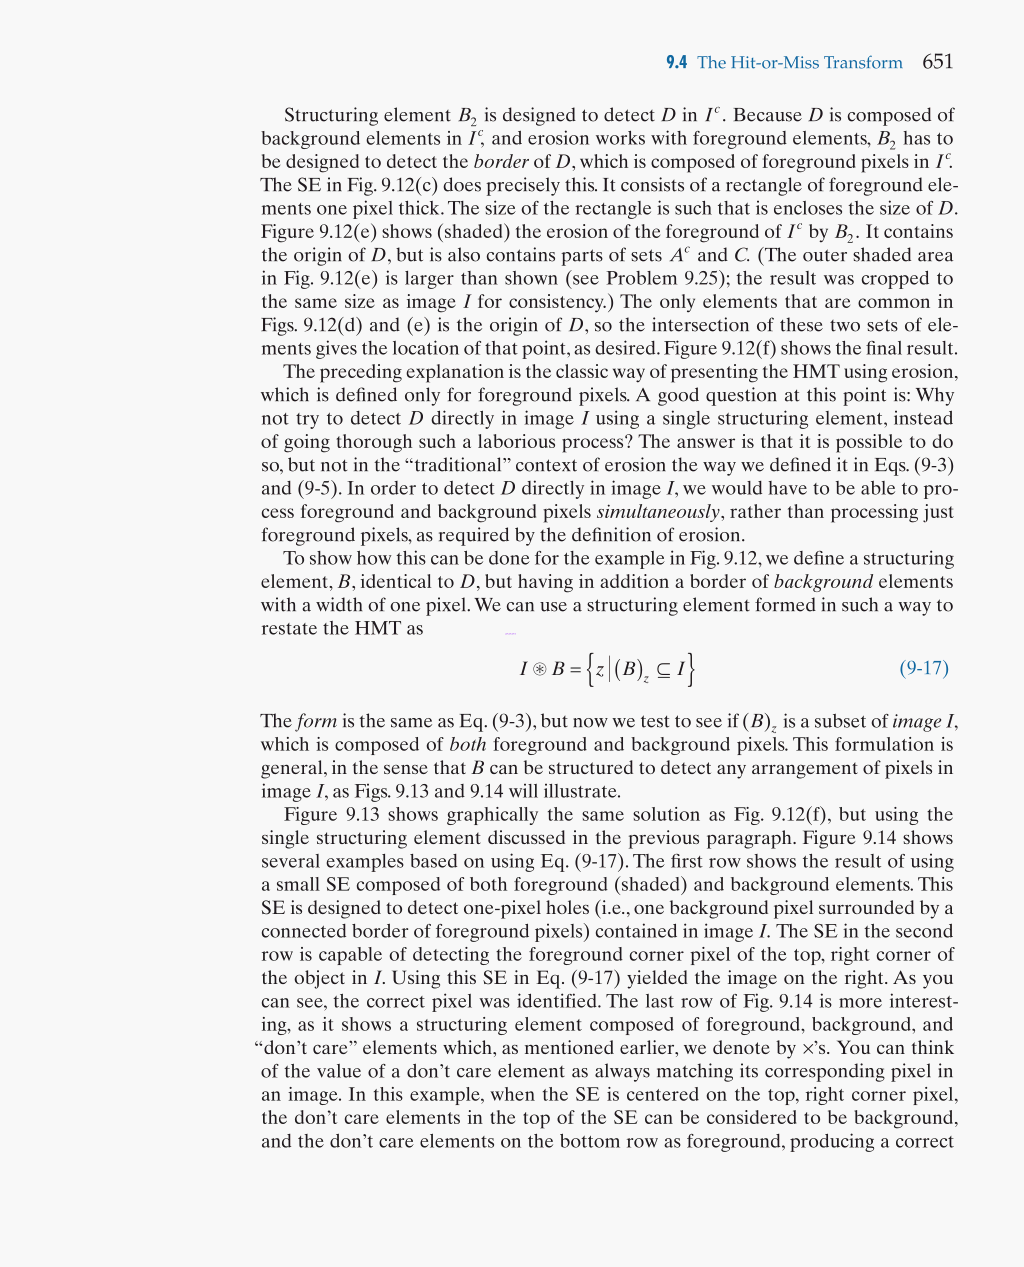 9.4 The Hit-or-Miss Transform 651
Structuring element B₂ is designed to detect D in Iᶜ. Because D is composed of
background elements in Iᶜ, and erosion works with foreground elements, B₂ has to
be designed to detect the border of D, which is composed of foreground pixels in Iᶜ.
The SE in Fig. 9.12(c) does precisely this. It consists of a rectangle of foreground ele-
ments one pixel thick. The size of the rectangle is such that is encloses the size of D.
Figure 9.12(e) shows (shaded) the erosion of the foreground of Iᶜ by B₂. It contains
the origin of D, but is also contains parts of sets Aᶜ and C. (The outer shaded area
in Fig. 9.12(e) is larger than shown (see Problem 9.25); the result was cropped to
the same size as image I for consistency.) The only elements that are common in
Figs. 9.12(d) and (e) is the origin of D, so the intersection of these two sets of ele-
ments gives the location of that point, as desired. Figure 9.12(f) shows the final result.
The preceding explanation is the classic way of presenting the HMT using erosion,
which is defined only for foreground pixels. A good question at this point is: Why
not try to detect D directly in image I using a single structuring element, instead
of going thorough such a laborious process? The answer is that it is possible to do
so, but not in the “traditional” context of erosion the way we defined it in Eqs. (9-3)
and (9-5). In order to detect D directly in image I, we would have to be able to pro-
cess foreground and background pixels simultaneously, rather than processing just
foreground pixels, as required by the definition of erosion.
To show how this can be done for the example in Fig. 9.12, we define a structuring
element, B, identical to D, but having in addition a border of background elements
with a width of one pixel. We can use a structuring element formed in such a way to
restate the HMT as
I ⊛ B = {z | (B)_z ⊆ I} (9-17)
The form is the same as Eq. (9-3), but now we test to see if (B)_z is a subset of image I,
which is composed of both foreground and background pixels. This formulation is
general, in the sense that B can be structured to detect any arrangement of pixels in
image I, as Figs. 9.13 and 9.14 will illustrate.
Figure 9.13 shows graphically the same solution as Fig. 9.12(f), but using the
single structuring element discussed in the previous paragraph. Figure 9.14 shows
several examples based on using Eq. (9-17). The first row shows the result of using
a small SE composed of both foreground (shaded) and background elements. This
SE is designed to detect one-pixel holes (i.e., one background pixel surrounded by a
connected border of foreground pixels) contained in image I. The SE in the second
row is capable of detecting the foreground corner pixel of the top, right corner of
the object in I. Using this SE in Eq. (9-17) yielded the image on the right. As you
can see, the correct pixel was identified. The last row of Fig. 9.14 is more interest-
ing, as it shows a structuring element composed of foreground, background, and
“don’t care” elements which, as mentioned earlier, we denote by ×’s. You can think
of the value of a don’t care element as always matching its corresponding pixel in
an image. In this example, when the SE is centered on the top, right corner pixel,
the don’t care elements in the top of the SE can be considered to be background,
and the don’t care elements on the bottom row as foreground, producing a correct